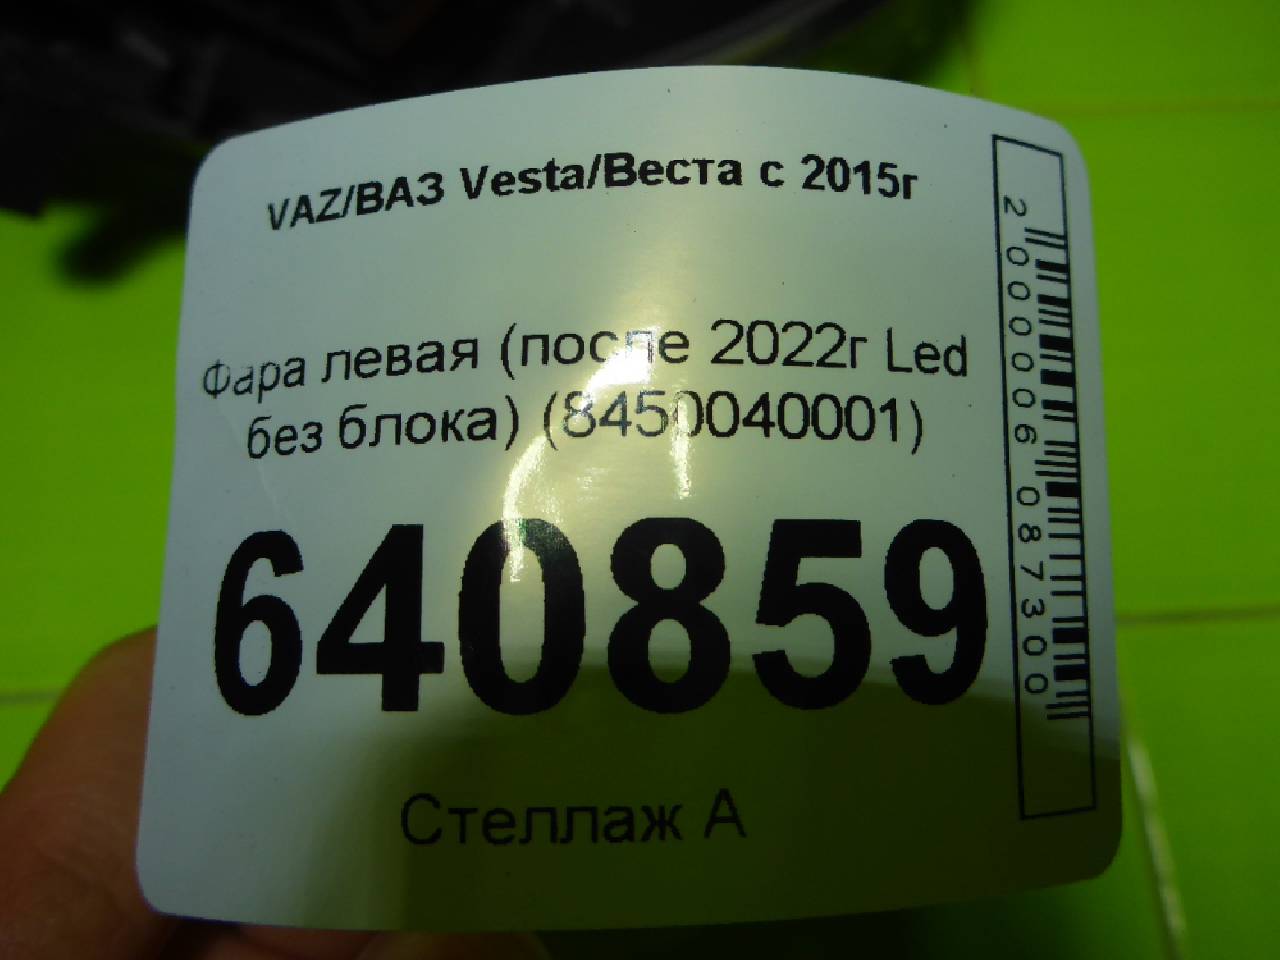 VAZ/ВАЗ Vesta/Веста с 2015г
Фара левая (после 2022г Led
без блока) (8450040001)
640859
Стеллаж А
2000006087300